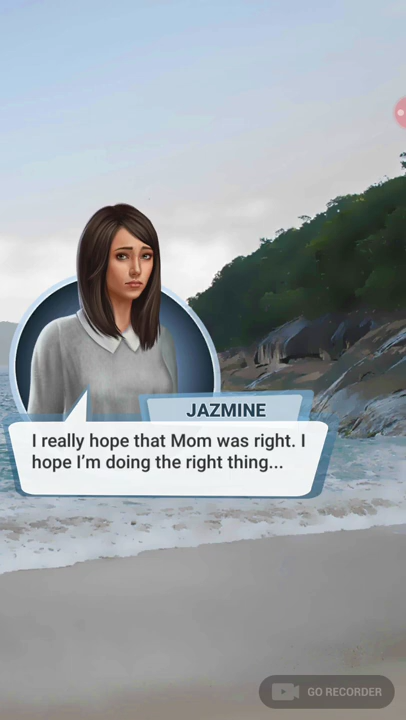 JAZMINE
I really hope that Mom was right. I
hope I'm doing the right thing...
GO RECORDER